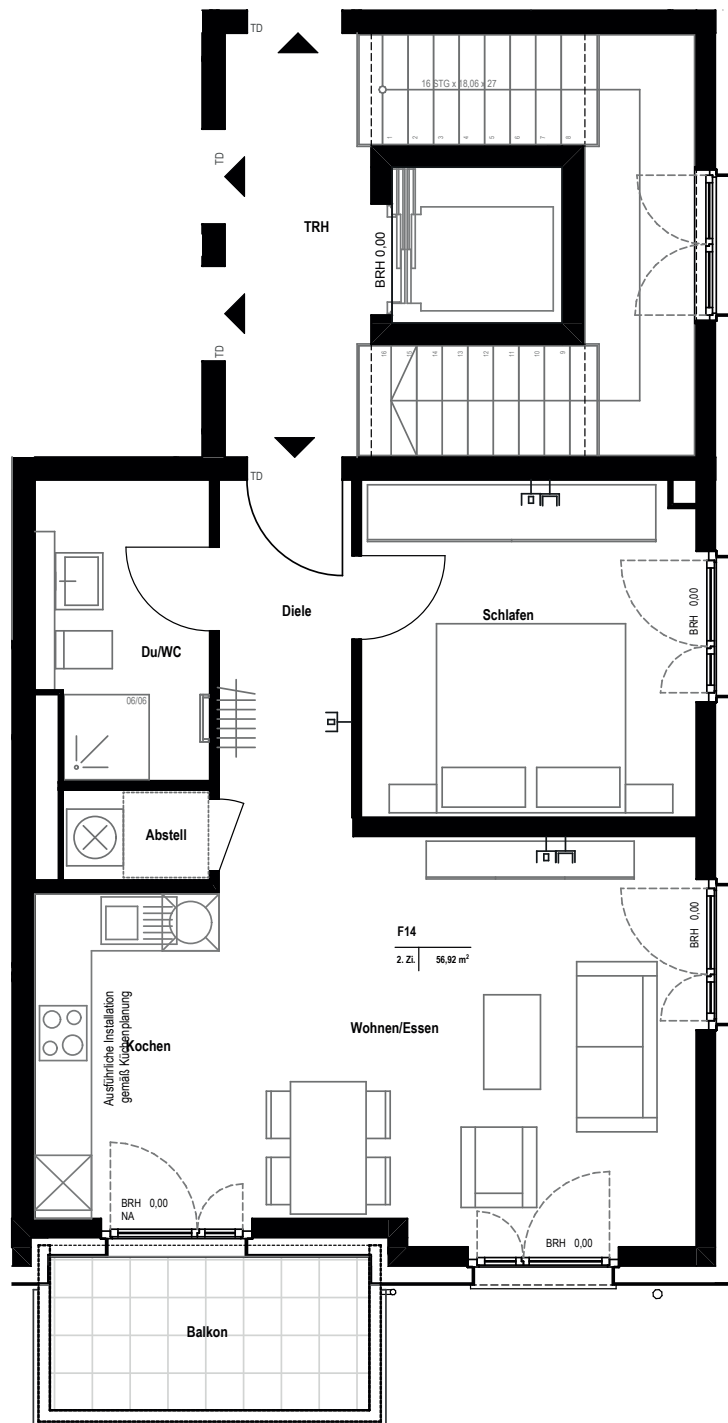 TD
16 STG x 18,06 x 27
1 2 3 4 5 6 7 8
TD
TRH
BRH 0,00
TD
16 15 14 13 12 11 10 9
TD
Diele
Schlafen
BRH 0,00
Du/WC
06/06
Abstell
F14
2. Zi. 56,92 m²
BRH 0,00
Ausführliche Installation
gemäß Küchenplanung
Kochen
Wohnen/Essen
BRH 0,00
NA
BRH 0,00
Balkon